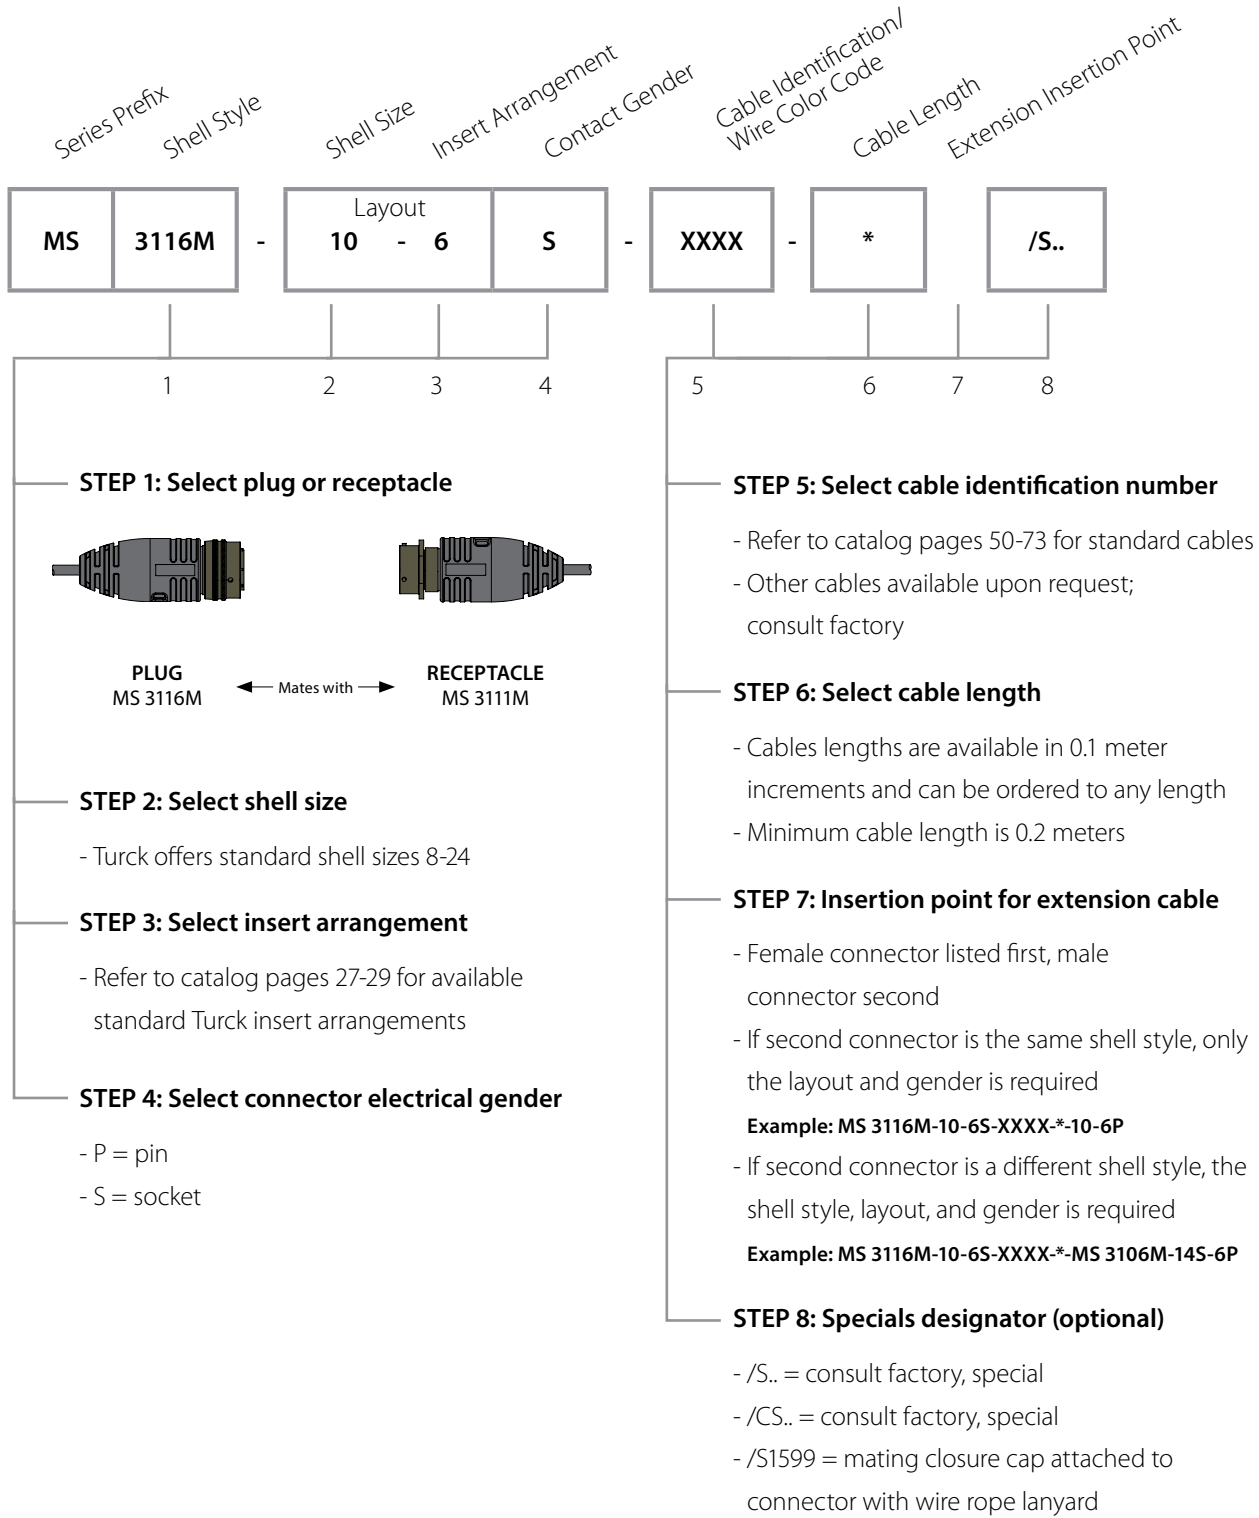 Series Prefix
Shell Style
Shell Size
Insert Arrangement
Contact Gender
Cable Identification/
Wire Color Code
Cable Length
Extension Insertion Point
Layout
MS 3116M - 10 - 6 S - XXXX - * /S..
1 2 3 4 5 6 7 8
STEP 1: Select plug or receptacle
PLUG
MS 3116M
Mates with
RECEPTACLE
MS 3111M
STEP 2: Select shell size
- Turck offers standard shell sizes 8-24
STEP 3: Select insert arrangement
- Refer to catalog pages 27-29 for available
standard Turck insert arrangements
STEP 4: Select connector electrical gender
- P = pin
- S = socket
STEP 5: Select cable identification number
- Refer to catalog pages 50-73 for standard cables
- Other cables available upon request;
consult factory
STEP 6: Select cable length
- Cables lengths are available in 0.1 meter
increments and can be ordered to any length
- Minimum cable length is 0.2 meters
STEP 7: Insertion point for extension cable
- Female connector listed first, male
connector second
- If second connector is the same shell style, only
the layout and gender is required
Example: MS 3116M-10-6S-XXXX-*-10-6P
- If second connector is a different shell style, the
shell style, layout, and gender is required
Example: MS 3116M-10-6S-XXXX-*-MS 3106M-14S-6P
STEP 8: Specials designator (optional)
- /S.. = consult factory, special
- /CS.. = consult factory, special
- /S1599 = mating closure cap attached to
connector with wire rope lanyard